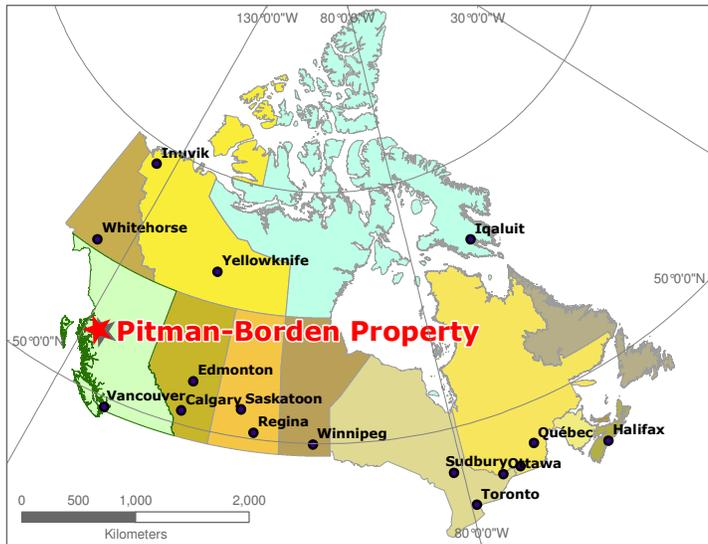 130°0'0"W
80°0'0"W
30°0'0"W
Inuvik
Whitehorse
Iqaluit
Yellowknife
50°0'0"N
Pitman-Borden Property
50°0'0"N
Edmonton
Vancouver
Calgary
Saskatoon
Regina
Winnipeg
Québec
Halifax
Sudbury
Ottawa
Toronto
0 500 1,000 2,000
Kilometers
80°0'0"W